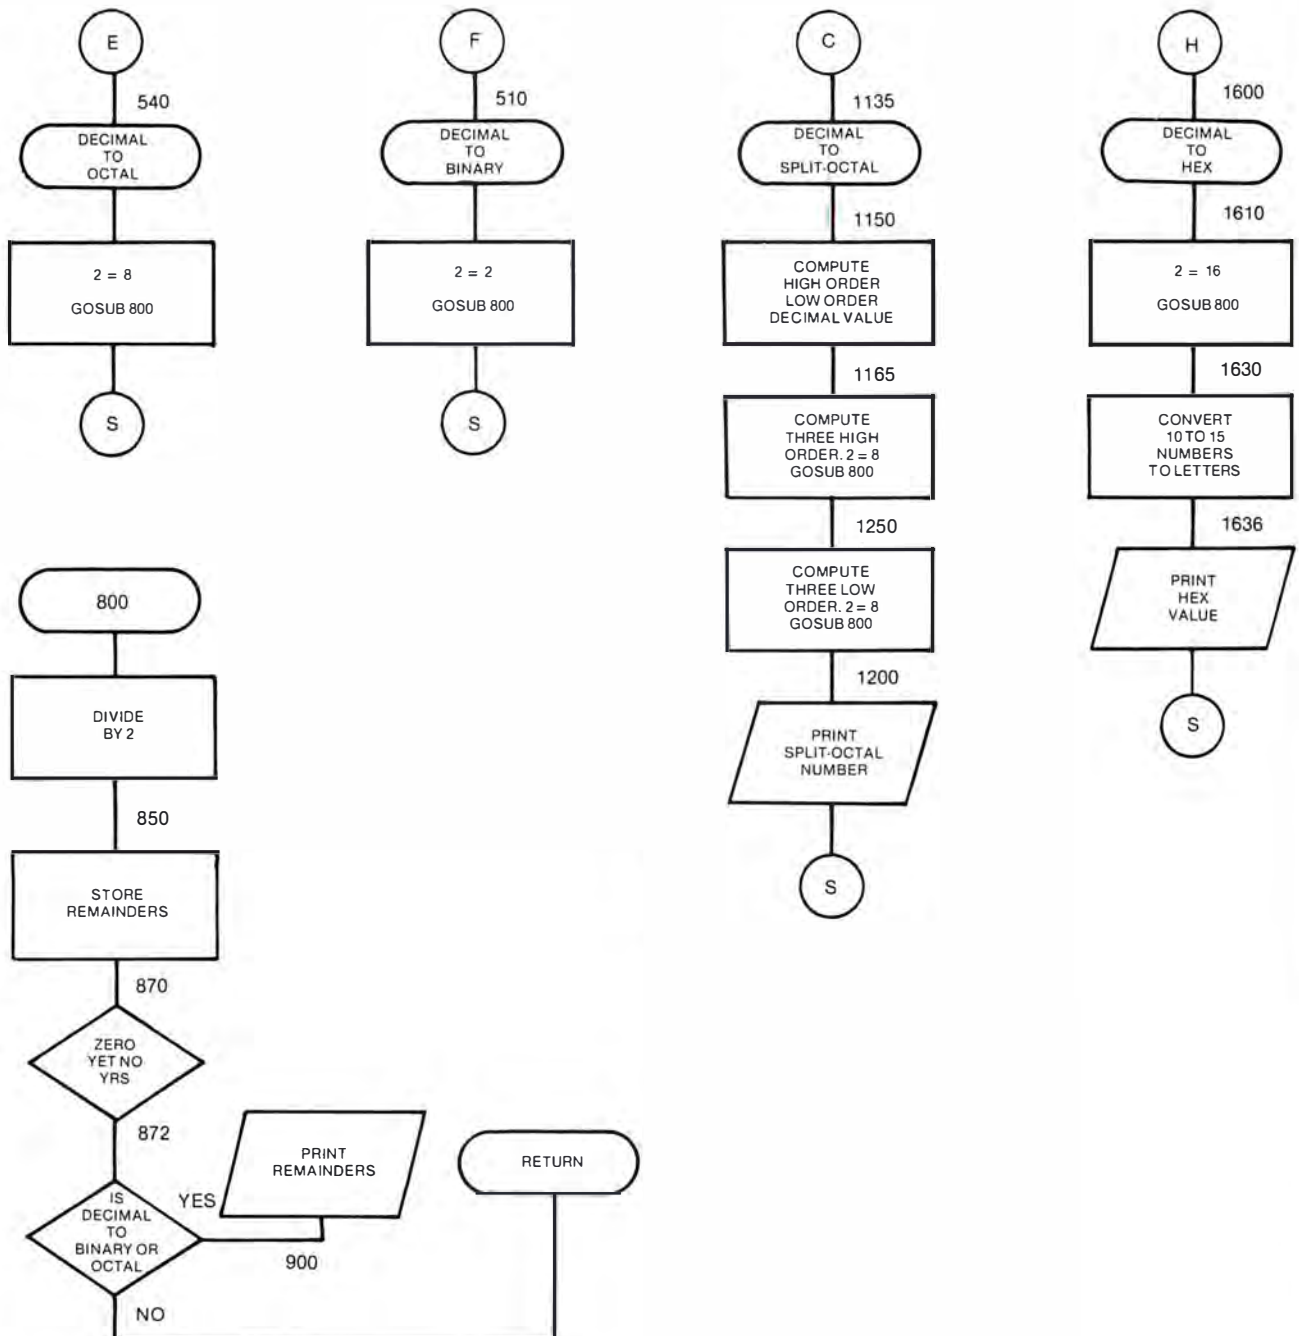 E
540
DECIMAL
TO
OCTAL
2 = 8
GOSUB 800
S
F
510
DECIMAL
TO
BINARY
2 = 2
GOSUB 800
S
C
1135
DECIMAL
TO
SPLIT-OCTAL
1150
COMPUTE
HIGH ORDER
LOW ORDER
DECIMAL VALUE
1165
COMPUTE
THREE HIGH
ORDER. 2 = 8
GOSUB 800
1250
COMPUTE
THREE LOW
ORDER. 2 = 8
GOSUB 800
1200
PRINT
SPLIT-OCTAL
NUMBER
S
H
1600
DECIMAL
TO
HEX
1610
2 = 16
GOSUB 800
1630
CONVERT
10 TO 15
NUMBERS
TO LETTERS
1636
PRINT
HEX
VALUE
S
800
DIVIDE
BY 2
850
STORE
REMAINDERS
870
ZERO
YET NO
YRS
872
IS
DECIMAL
TO
BINARY OR
OCTAL
YES
900
PRINT
REMAINDERS
NO
RETURN